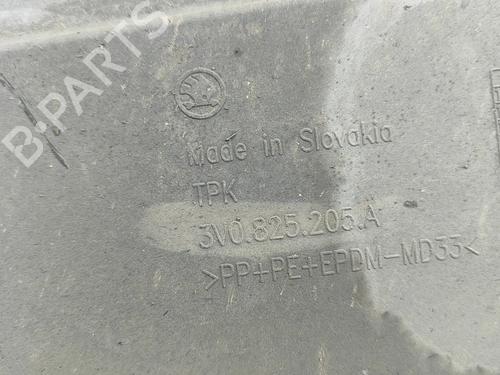 B-PARTS
Made in Slovakia
TPK
3V0.825.205.A
>PP+PE+EPDM-MD33<